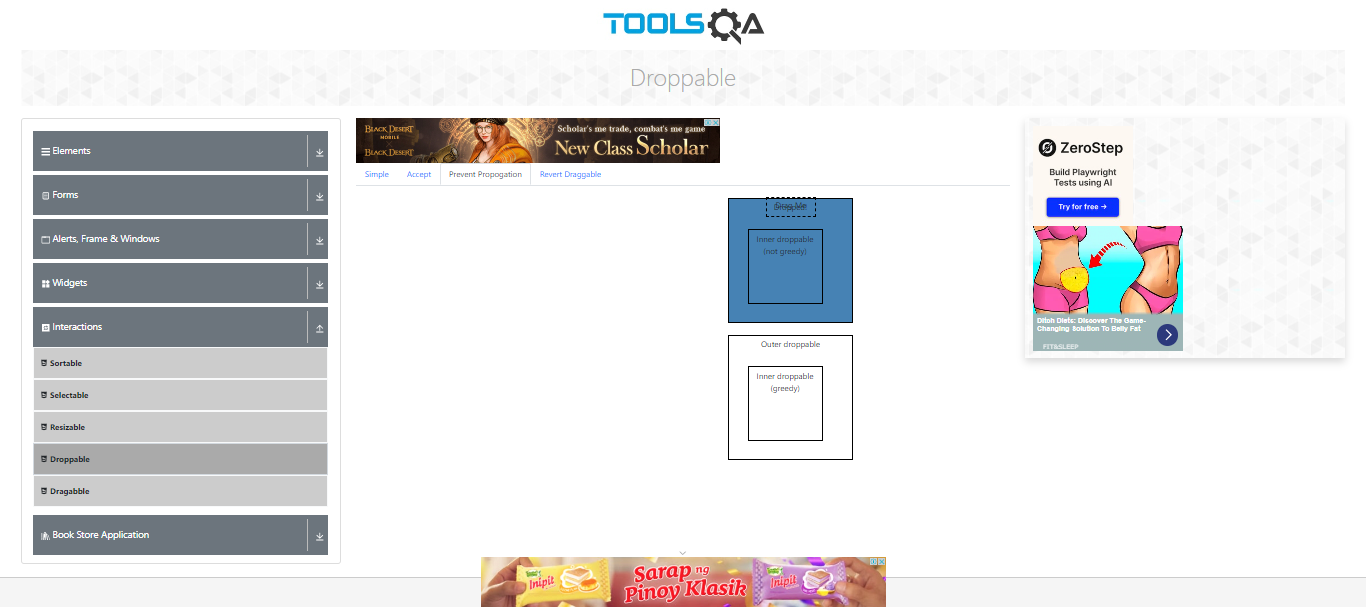 TOOLSQA
Droppable
Elements
Forms
Alerts, Frame & Windows
Widgets
Interactions
Sortable
Selectable
Resizable
Droppable
Dragabble
Book Store Application
BLACK DESERT
MOBILE
BLACK DESERT
Scholar's me trade, combat's me game
New Class Scholar
Simple
Accept
Prevent Propogation
Revert Draggable
Drag Me
Dropped!
Inner droppable
(not greedy)
Outer droppable
Inner droppable
(greedy)
ZeroStep
Build Playwright
Tests using AI
Try for free →
Ditch Diets: Discover The Game-
Changing Solution To Belly Fat
FIT&SLEEP
Inipit
Sarap ng
Pinoy Klasik
Inipit